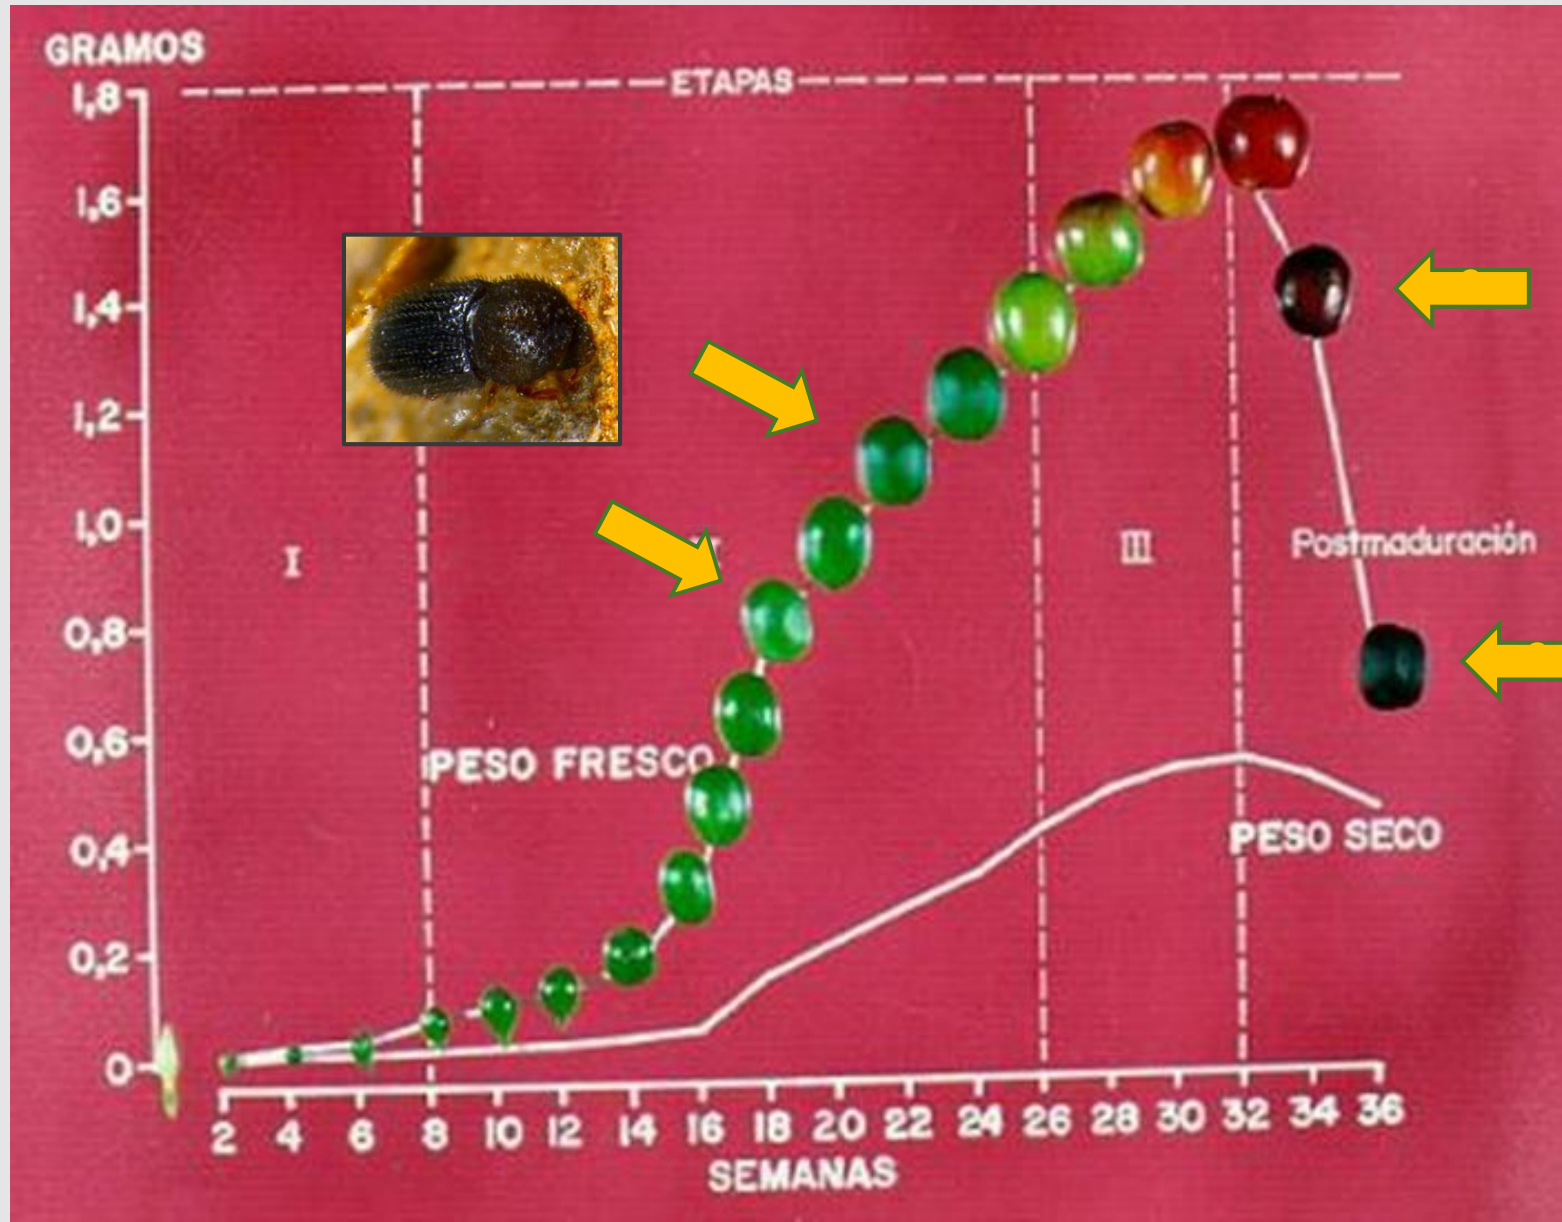 GRAMOS
ETAPAS
1,8
1,6
1,4
1,2
1,0
0,8
0,6
0,4
0,2
0
I
III
Postmaduración
PESO FRESCO
PESO SECO
2 4 6 8 10 12 14 16 18 20 22 24 26 28 30 32 34 36
SEMANAS